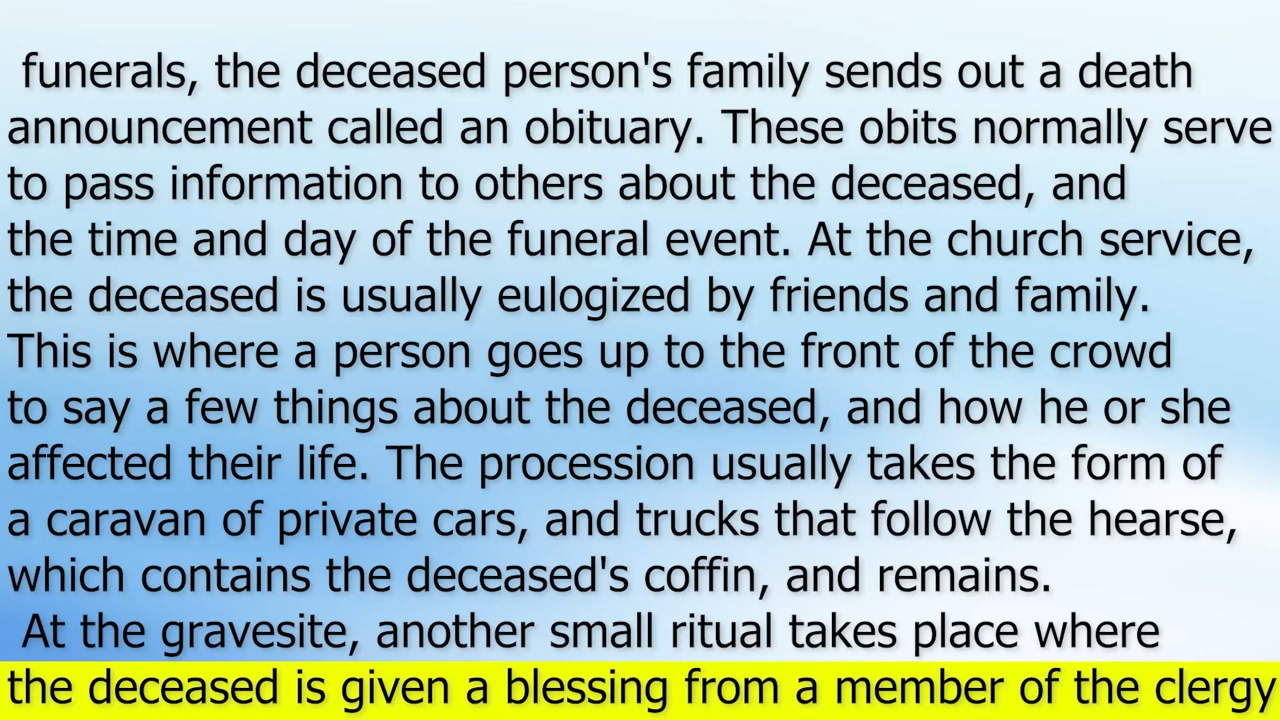 funerals, the deceased person's family sends out a death
announcement called an obituary. These obits normally serve
to pass information to others about the deceased, and
the time and day of the funeral event. At the church service,
the deceased is usually eulogized by friends and family.
This is where a person goes up to the front of the crowd
to say a few things about the deceased, and how he or she
affected their life. The procession usually takes the form of
a caravan of private cars, and trucks that follow the hearse,
which contains the deceased's coffin, and remains.
At the gravesite, another small ritual takes place where
the deceased is given a blessing from a member of the clergy